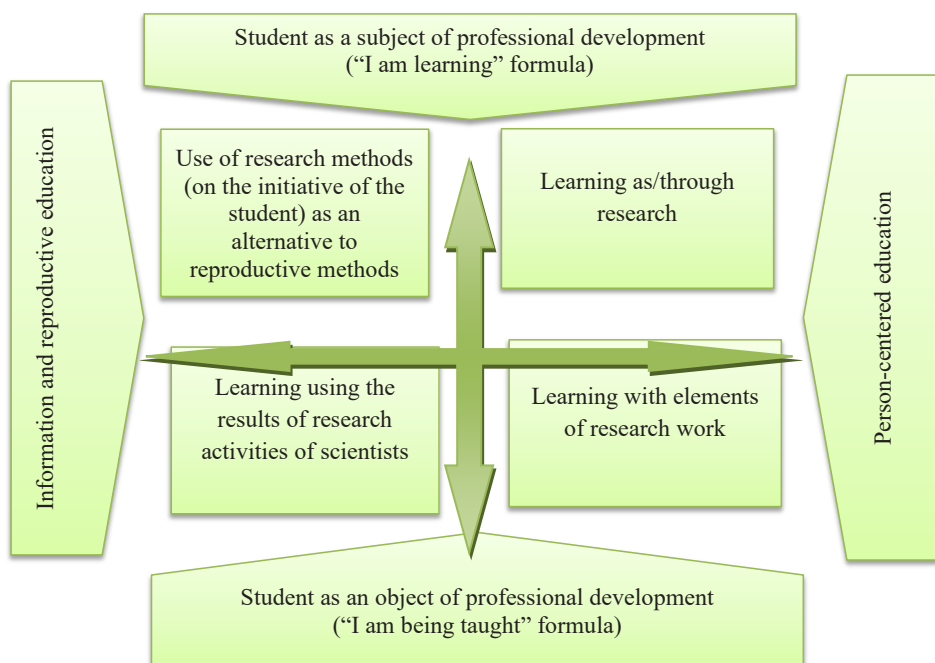 Student as a subject of professional development
(“I am learning” formula)
Information and reproductive education
Use of research methods
(on the initiative of the
student) as an
alternative to
reproductive methods
Learning as/through
research
Person-centered education
Learning using the
results of research
activities of scientists
Learning with elements
of research work
Student as an object of professional development
(“I am being taught” formula)